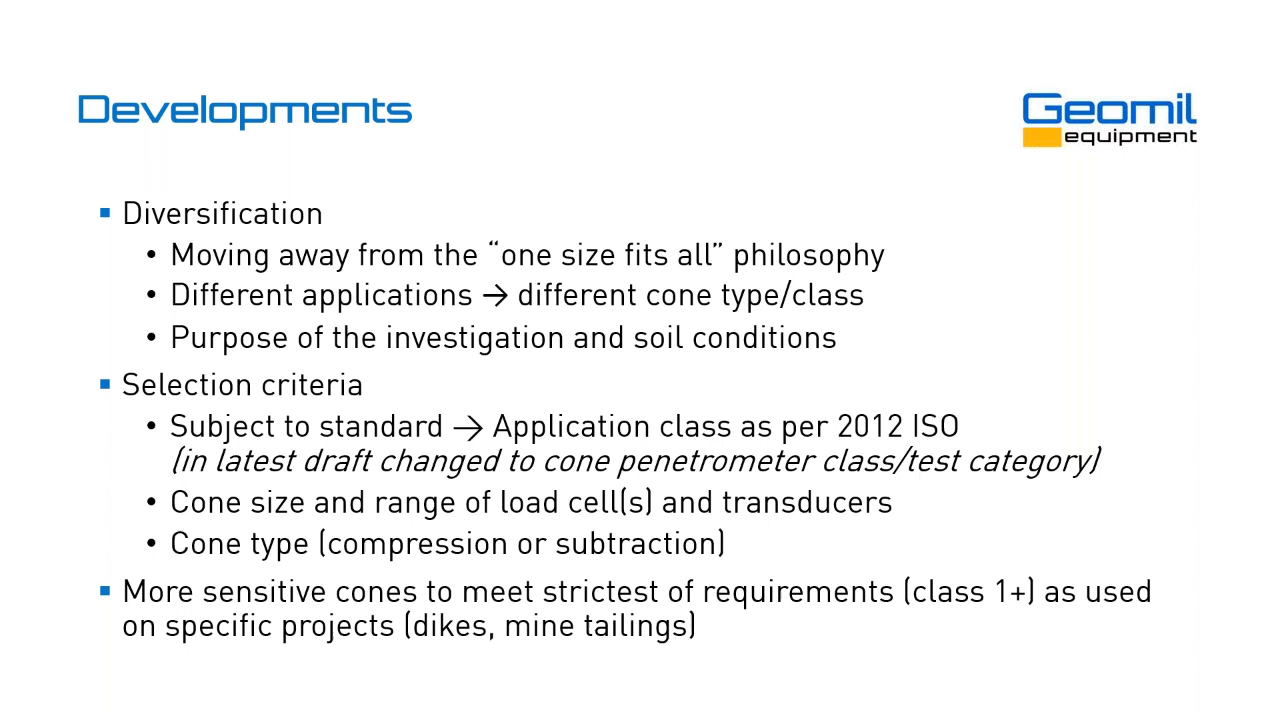 Developments
Geomil
equipment
▪ Diversification
• Moving away from the “one size fits all” philosophy
• Different applications → different cone type/class
• Purpose of the investigation and soil conditions
▪ Selection criteria
• Subject to standard → Application class as per 2012 ISO
(in latest draft changed to cone penetrometer class/test category)
• Cone size and range of load cell(s) and transducers
• Cone type (compression or subtraction)
▪ More sensitive cones to meet strictest of requirements (class 1+) as used
on specific projects (dikes, mine tailings)